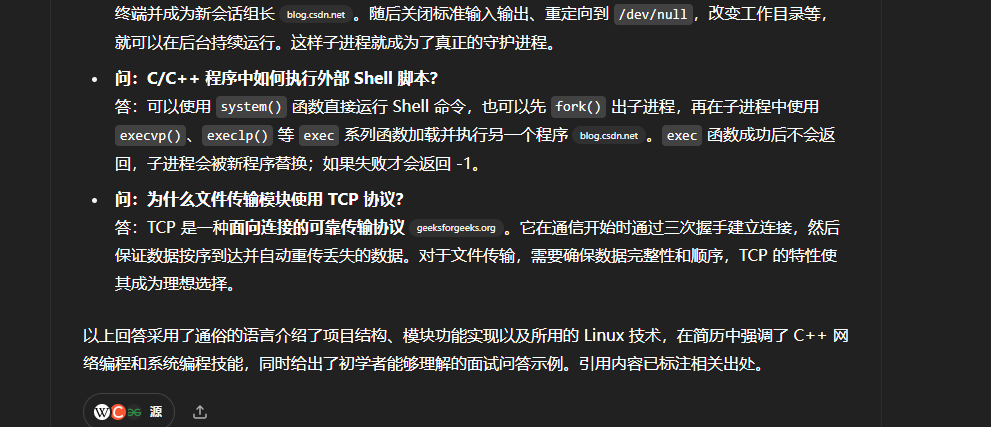 终端并成为新会话组长 blog.csdn.net 。随后关闭标准输入输出、重定向到 /dev/null ，改变工作目录等，
就可以在后台持续运行。这样子进程就成为了真正的守护进程。
• 问：C/C++ 程序中如何执行外部 Shell 脚本？
答：可以使用 system() 函数直接运行 Shell 命令，也可以先 fork() 出子进程，再在子进程中使用
execvp() 、 execlp() 等 exec 系列函数加载并执行另一个程序 blog.csdn.net 。 exec 函数成功后不会返
回，子进程会被新程序替换；如果失败才会返回 -1。
• 问：为什么文件传输模块使用 TCP 协议？
答：TCP 是一种面向连接的可靠传输协议 geeksforgeeks.org 。它在通信开始时通过三次握手建立连接，然后
保证数据按序到达并自动重传丢失的数据。对于文件传输，需要确保数据完整性和顺序，TCP 的特性使
其成为理想选择。
以上回答采用了通俗的语言介绍了项目结构、模块功能实现以及所用的 Linux 技术，在简历中强调了 C++ 网
络编程和系统编程技能，同时给出了初学者能够理解的面试问答示例。引用内容已标注相关出处。
W C 源